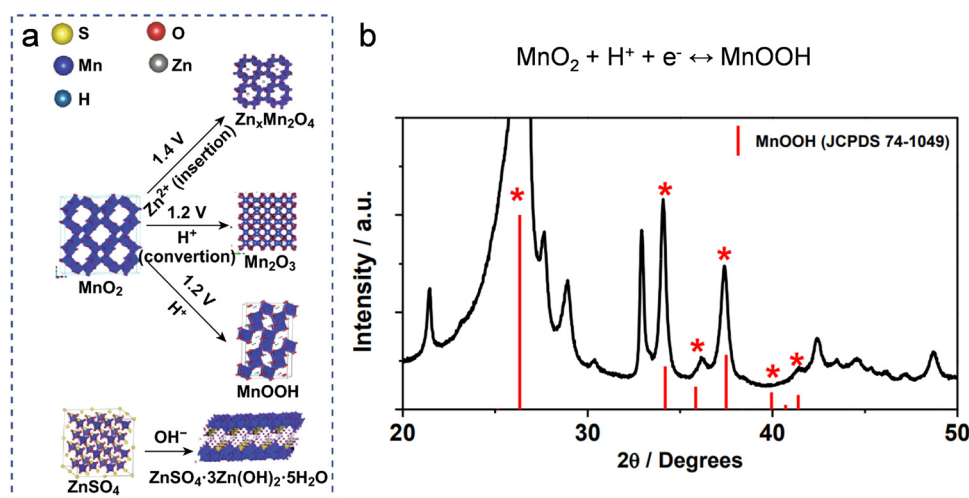 a
S
O
Mn
Zn
H
ZnₓMn₂O₄
1.4 V
Zn²⁺ (insertion)
1.2 V
H⁺
(convertion)
Mn₂O₃
MnO₂
1.2 V
H⁺
MnOOH
OH⁻
ZnSO₄
ZnSO₄·3Zn(OH)₂·5H₂O
b
MnO₂ + H⁺ + e⁻ ↔ MnOOH
MnOOH (JCPDS 74-1049)
* * * * * *
Intensity / a.u.
20 30 40 50
2θ / Degrees